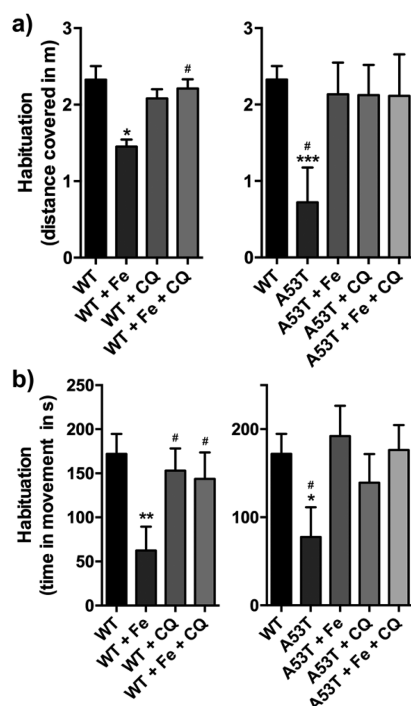 a)
Habituation
(distance covered in m)
3
2
1
0
*
#
WT
WT + Fe
WT + CQ
WT + Fe + CQ
3
2
1
0
#
***
WT
A53T
A53T + Fe
A53T + CQ
A53T + Fe + CQ
b)
Habituation
(time in movement in s)
250
200
150
100
50
0
**
#
#
WT
WT + Fe
WT + CQ
WT + Fe + CQ
200
100
0
#
*
WT
A53T
A53T + Fe
A53T + CQ
A53T + Fe + CQ